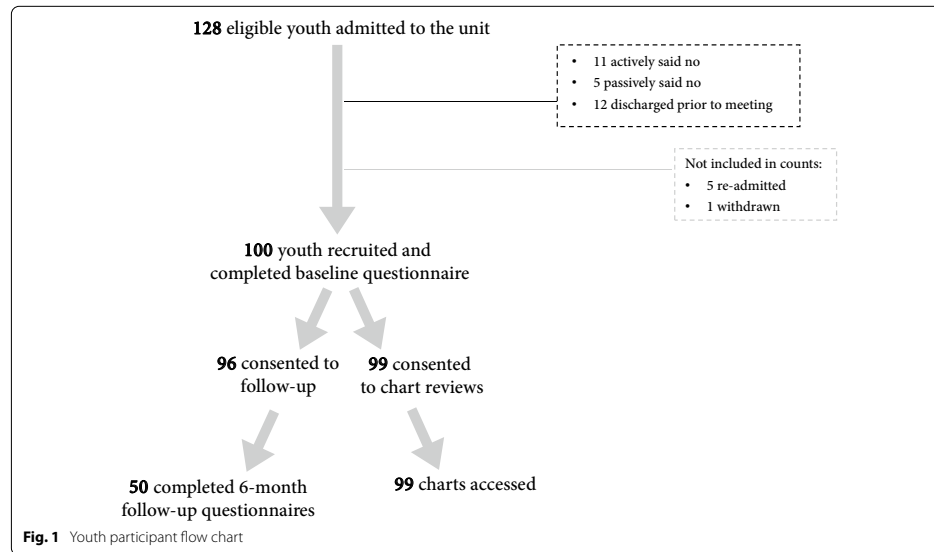 128 eligible youth admitted to the unit
• 11 actively said no
• 5 passively said no
• 12 discharged prior to meeting
Not included in counts:
• 5 re-admitted
• 1 withdrawn
100 youth recruited and
completed baseline questionnaire
96 consented to
follow-up
99 consented
to chart reviews
50 completed 6-month
follow-up questionnaires
99 charts accessed
Fig. 1 Youth participant flow chart